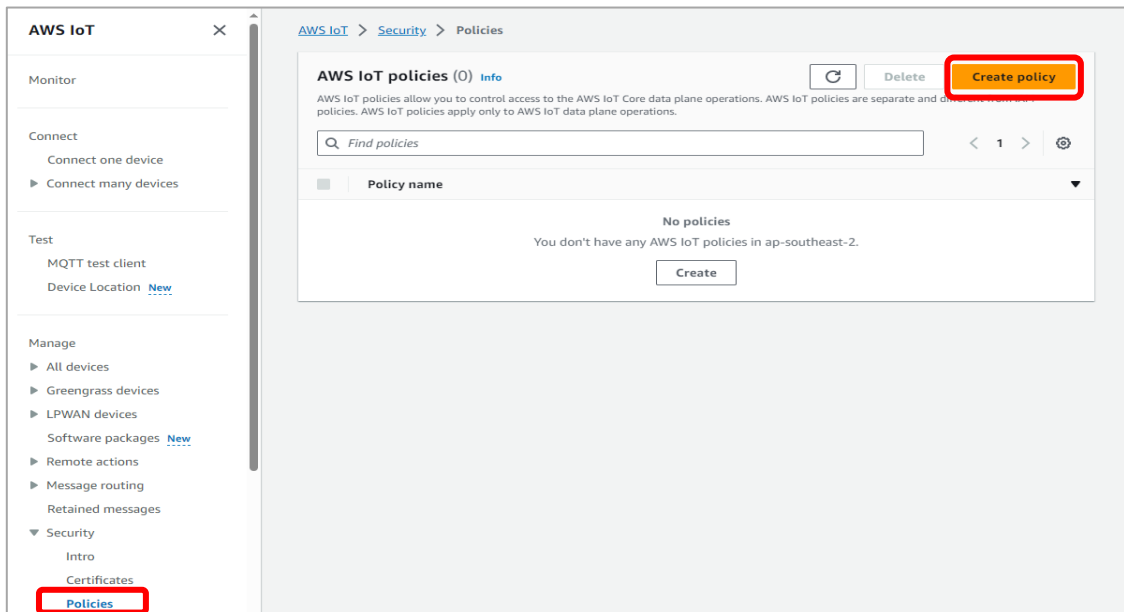 AWS IoT
Monitor
Connect
Connect one device
Connect many devices
Test
MQTT test client
Device Location New
Manage
All devices
Greengrass devices
LPWAN devices
Software packages New
Remote actions
Message routing
Retained messages
Security
Intro
Certificates
Policies
AWS IoT > Security > Policies
AWS IoT policies (0) Info
Delete
Create policy
AWS IoT policies allow you to control access to the AWS IoT Core data plane operations. AWS IoT policies are separate and different from IAM
policies. AWS IoT policies apply only to AWS IoT data plane operations.
Find policies
1
Policy name
No policies
You don't have any AWS IoT policies in ap-southeast-2.
Create